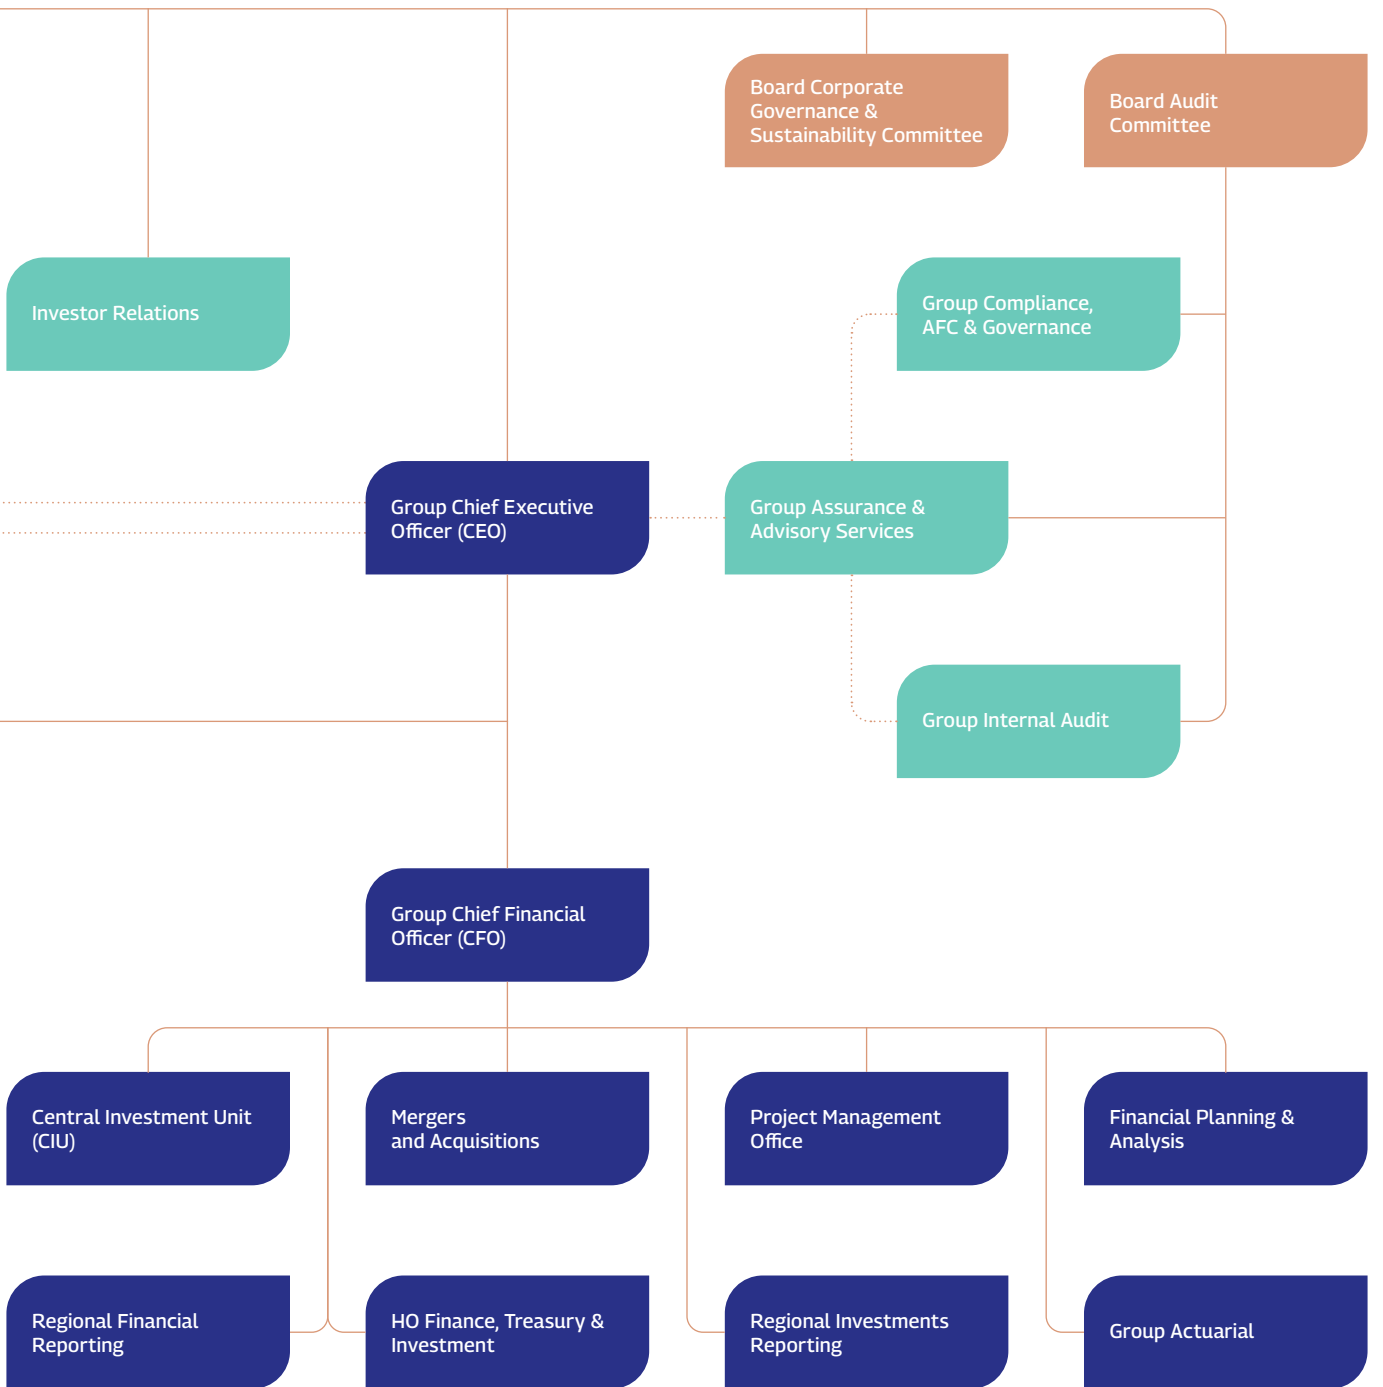 Board Corporate
Governance &
Sustainability Committee
Board Audit
Committee
Investor Relations
Group Compliance,
AFC & Governance
Group Chief Executive
Officer (CEO)
Group Assurance &
Advisory Services
Group Internal Audit
Group Chief Financial
Officer (CFO)
Central Investment Unit
(CIU)
Mergers
and Acquisitions
Project Management
Office
Financial Planning &
Analysis
Regional Financial
Reporting
HO Finance, Treasury &
Investment
Regional Investments
Reporting
Group Actuarial